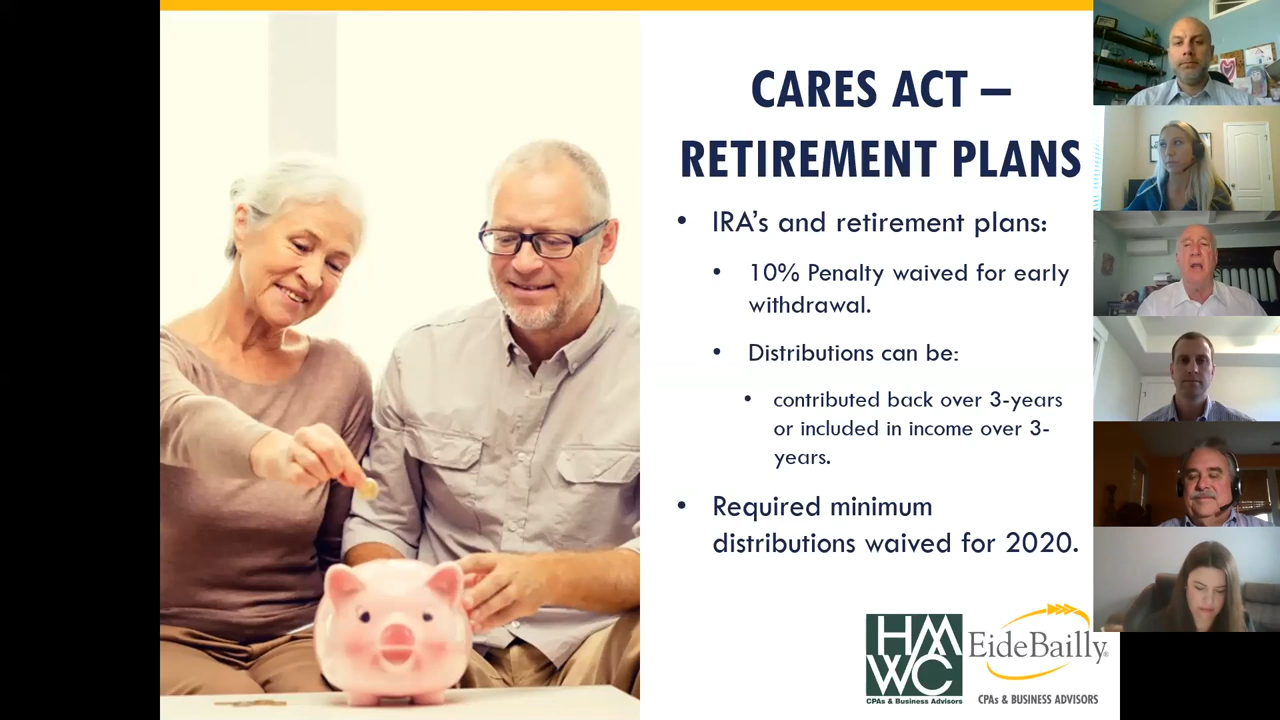 CARES ACT –
RETIREMENT PLANS
• IRA's and retirement plans:
• 10% Penalty waived for early
withdrawal.
• Distributions can be:
• contributed back over 3-years
or included in income over 3-
years.
• Required minimum
distributions waived for 2020.
HM
WC
CPAs & Business Advisors
EideBailly®
CPAs & BUSINESS ADVISORS